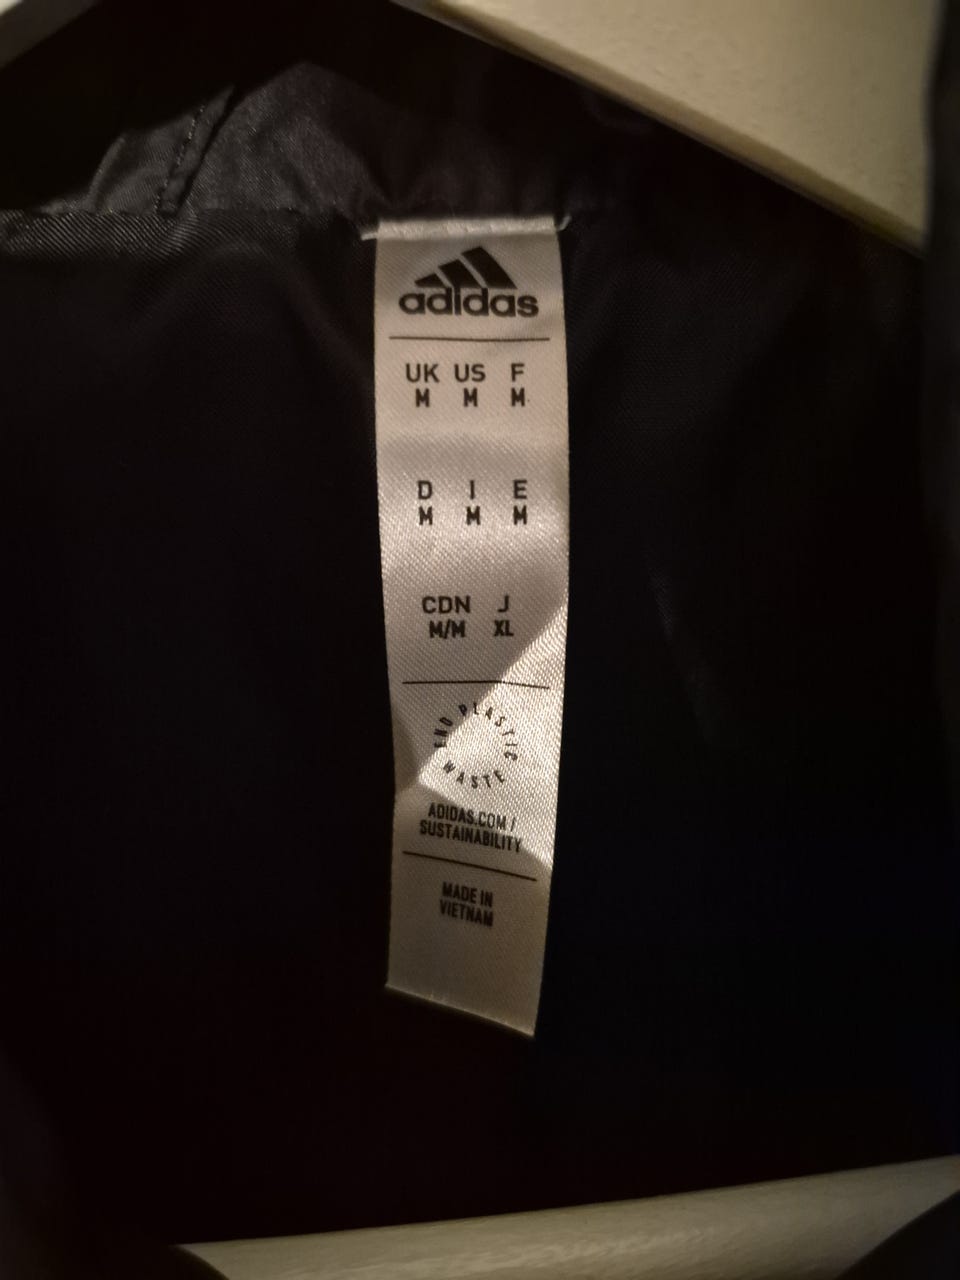 adidas
UK US F
M M M
D I E
M M M
CDN J
M/M XL
END PLASTIC WASTE
ADIDAS.COM /
SUSTAINABILITY
MADE IN
VIETNAM